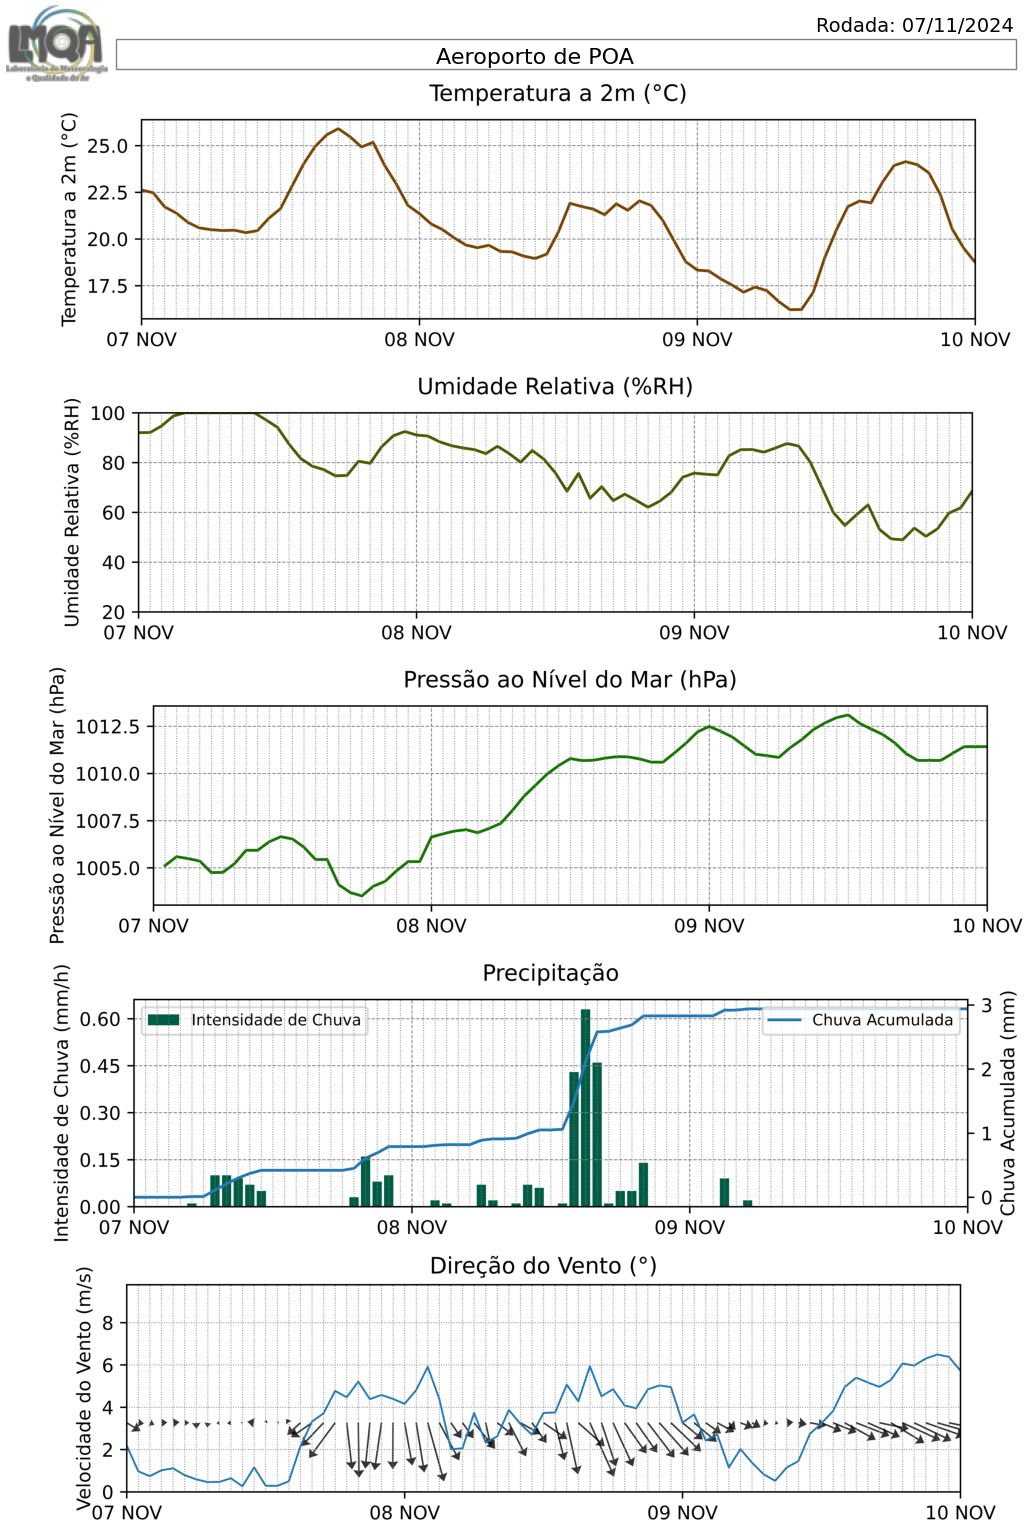 LMQA
Laboratório de Meteorologia
e Qualidade do Ar
Rodada: 07/11/2024
Aeroporto de POA
Temperatura a 2m (°C)
Temperatura a 2m (°C)
25.0
22.5
20.0
17.5
07 NOV
08 NOV
09 NOV
10 NOV
Umidade Relativa (%RH)
Umidade Relativa (%RH)
100
80
60
40
20
07 NOV
08 NOV
09 NOV
10 NOV
Pressão ao Nível do Mar (hPa)
Pressão ao Nível do Mar (hPa)
1012.5
1010.0
1007.5
1005.0
07 NOV
08 NOV
09 NOV
10 NOV
Precipitação
Intensidade de Chuva (mm/h)
0.60
0.45
0.30
0.15
0.00
Intensidade de Chuva
Chuva Acumulada
3
2
1
0
Chuva Acumulada (mm)
07 NOV
08 NOV
09 NOV
10 NOV
Direção do Vento (°)
Velocidade do Vento (m/s)
8
6
4
2
0
07 NOV
08 NOV
09 NOV
10 NOV